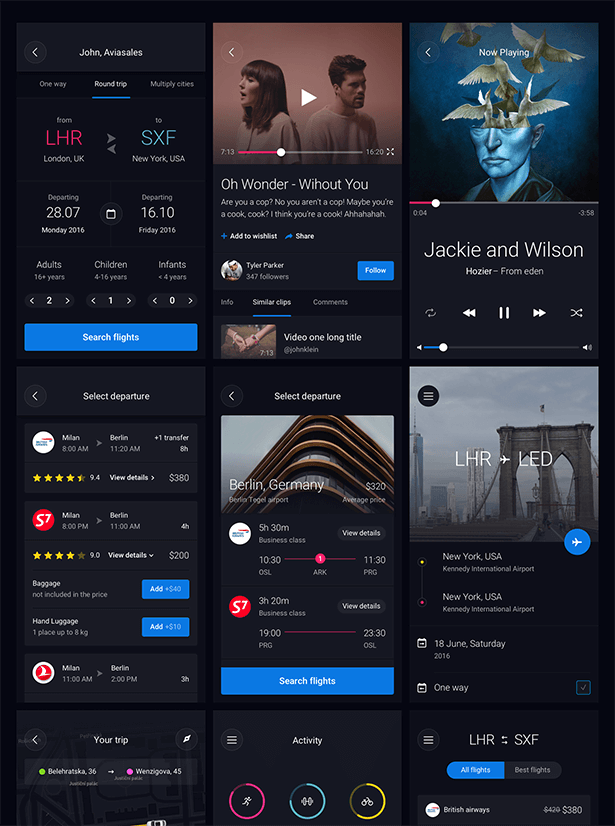 John, Aviasales
One way Round trip Multiply cities
from to
LHR SXF
London, UK New York, USA
Departing Departing
28.07 16.10
Monday 2016 Friday 2016
Adults Children Infants
16+ years 4-16 years < 4 years
< 2 > < 1 > < 0 >
Search flights
7:13 16:20
Oh Wonder - Wihout You
Are you a cop? No you aren't a cop! Maybe you're
a cook, cook? I think you're a cook! Ahhahahah.
+ Add to wishlist Share
Tyler Parker
347 followers
Follow
Info Similar clips Comments
7:13
Video one long title
@johnklein
Now Playing
0:04 -3:58
Jackie and Wilson
Hozier – From eden
Select departure
Milan Berlin +1 transfer
8:00 AM 11:20 AM 8h
9.4 View details > $380
S7
Milan Berlin
8:00 PM 11:00 AM 4h
9.0 View details $200
Baggage
not included in the price
Add +$40
Hand Luggage
1 place up to 8 kg
Add +$10
Milan Berlin
11:00 AM 2:00 PM 3h
Select departure
Berlin, Germany $320
Berlin Tegel airport Average price
5h 30m
Business class
View details
10:30 1 11:30
OSL ARK PRG
S7
3h 20m
Business class
View details
19:00 23:30
PRG OSL
Search flights
LHR LED
New York, USA
Kennedy International Airport
New York, USA
Kennedy International Airport
18 June, Saturday
2016
One way
Your trip
Belehratska, 36 → Wenzigova, 45
Activity
LHR SXF
All flights Best flights
British airways $420 $380